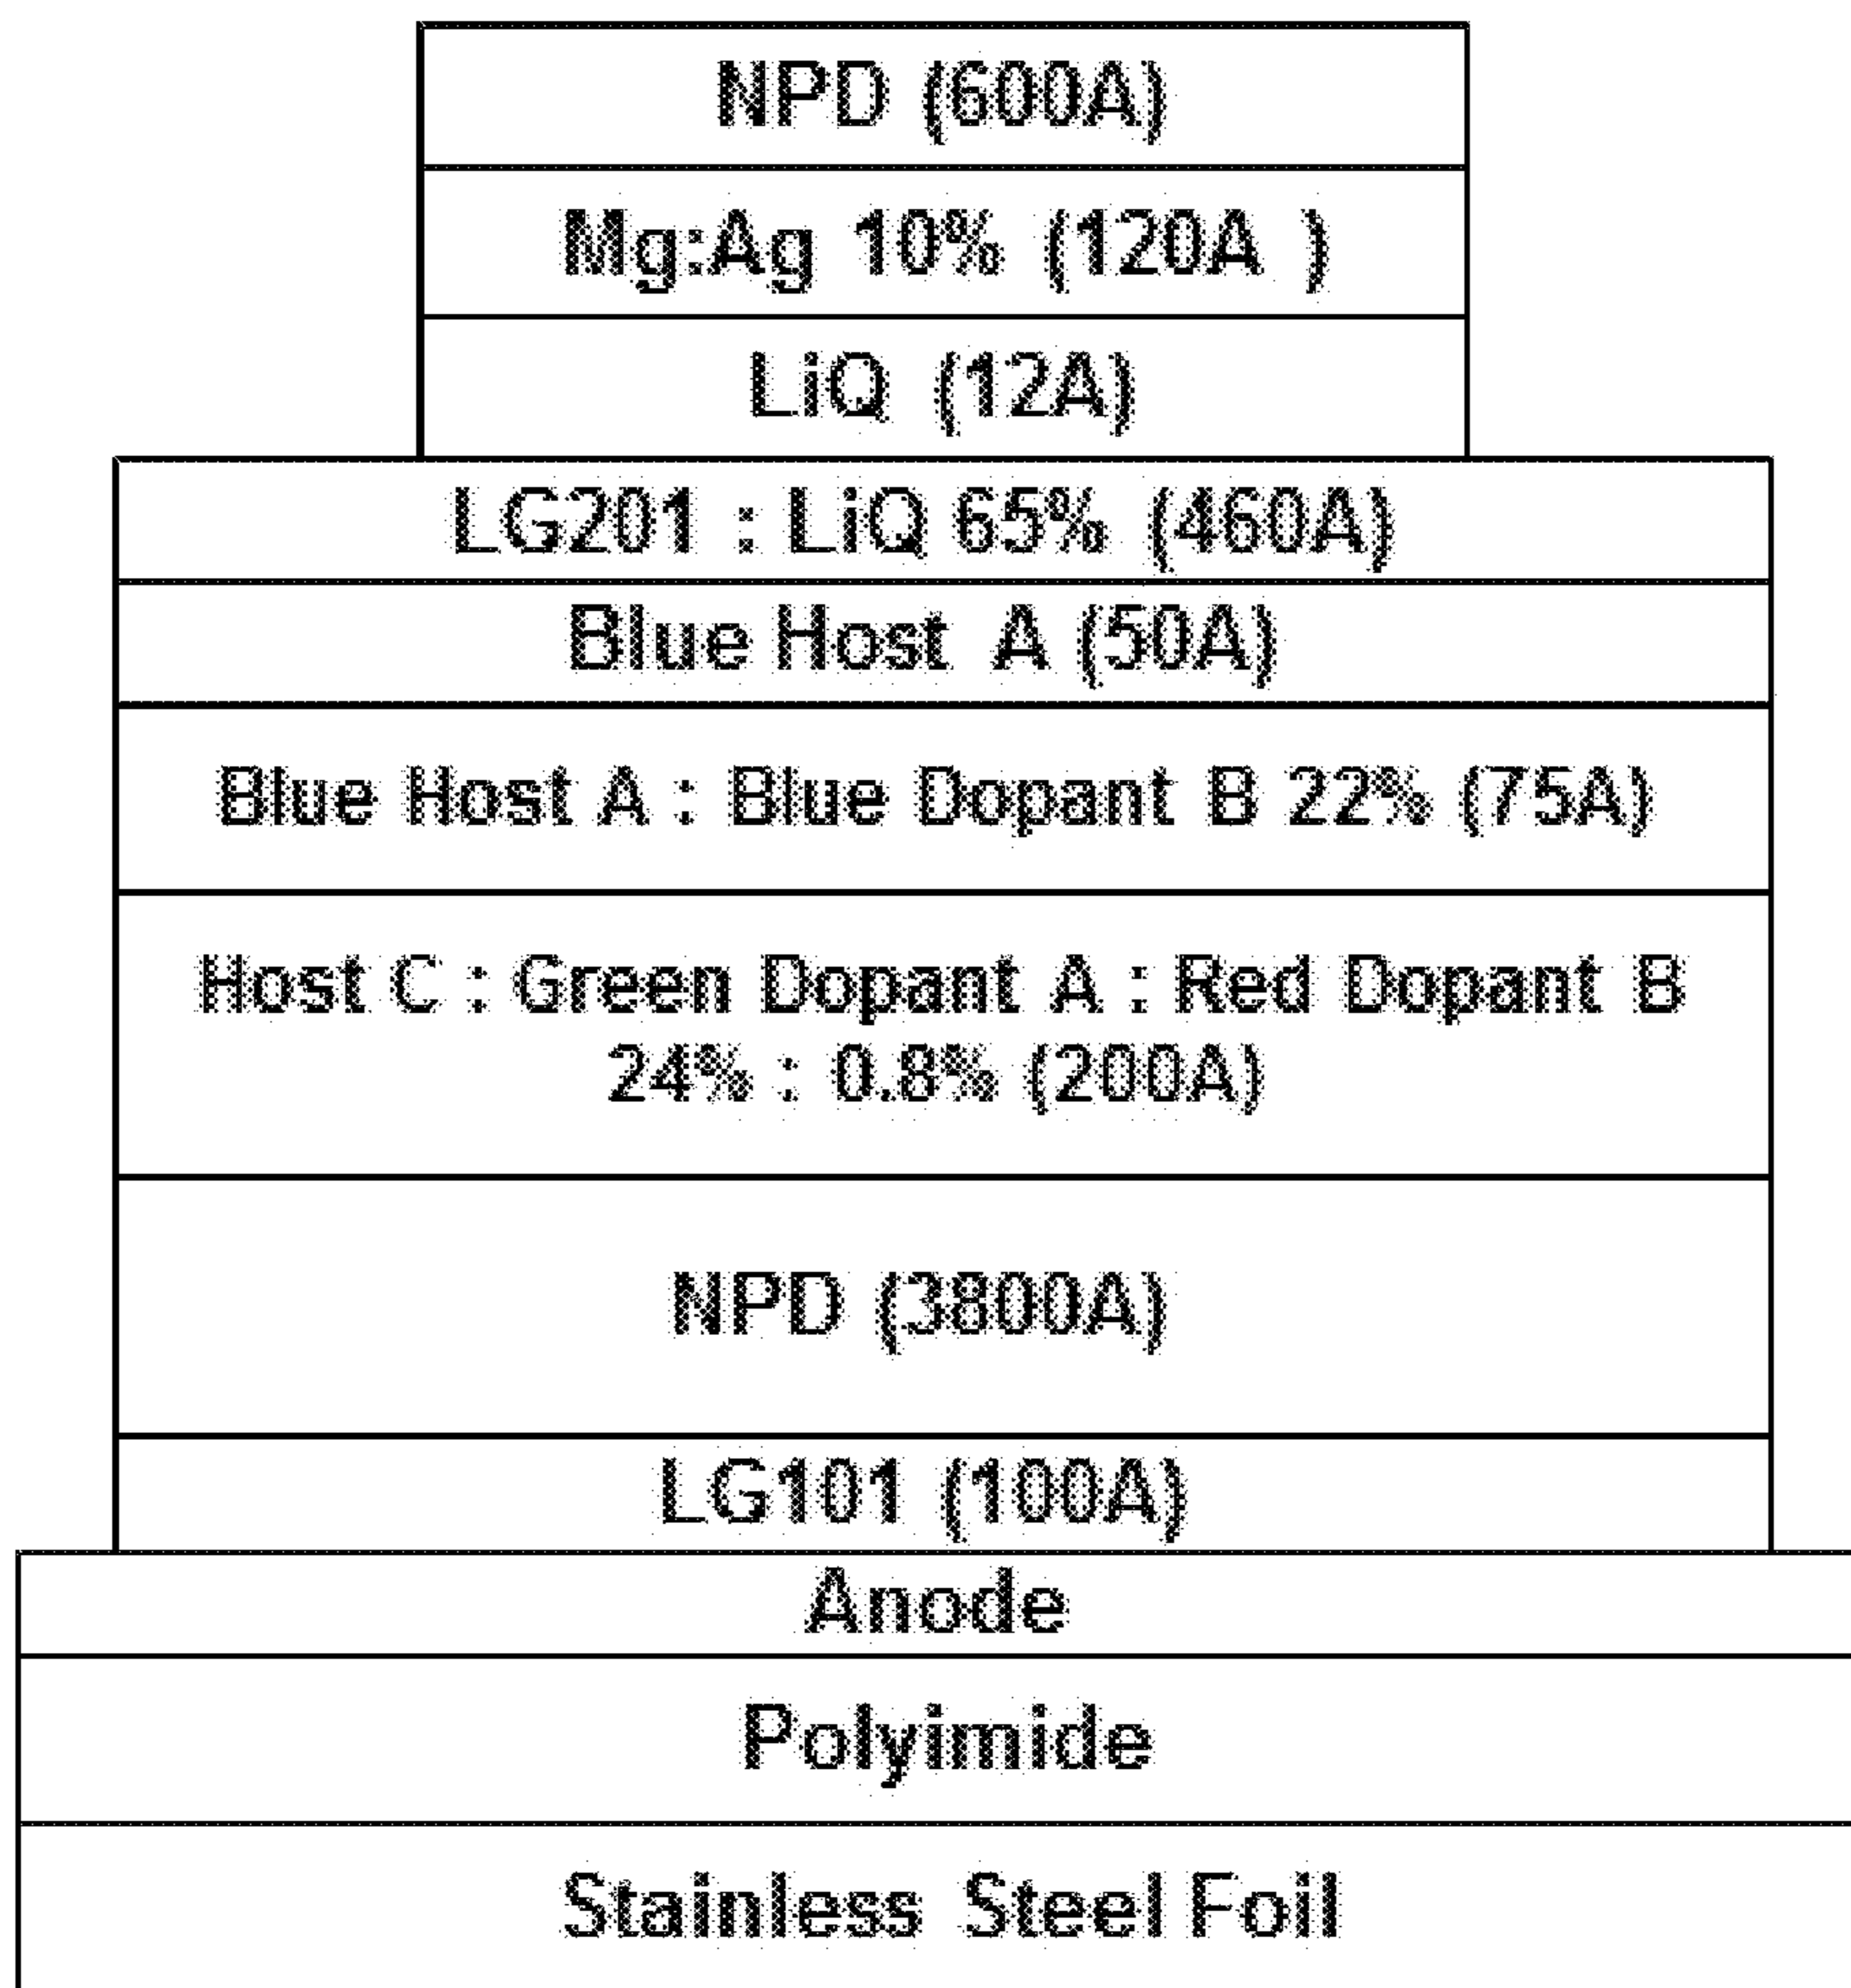 NPD (600A)
Mg:Ag 10% (120A )
LiQ (12A)
LG201 : LiQ 65% (460A)
Blue Host A (50A)
Blue Host A : Blue Dopant B 22% (75A)
Host C : Green Dopant A : Red Dopant B
24% : 0.8% (200A)
NPD (3800A)
LG101 (100A)
Anode
Polyimide
Stainless Steel Foil